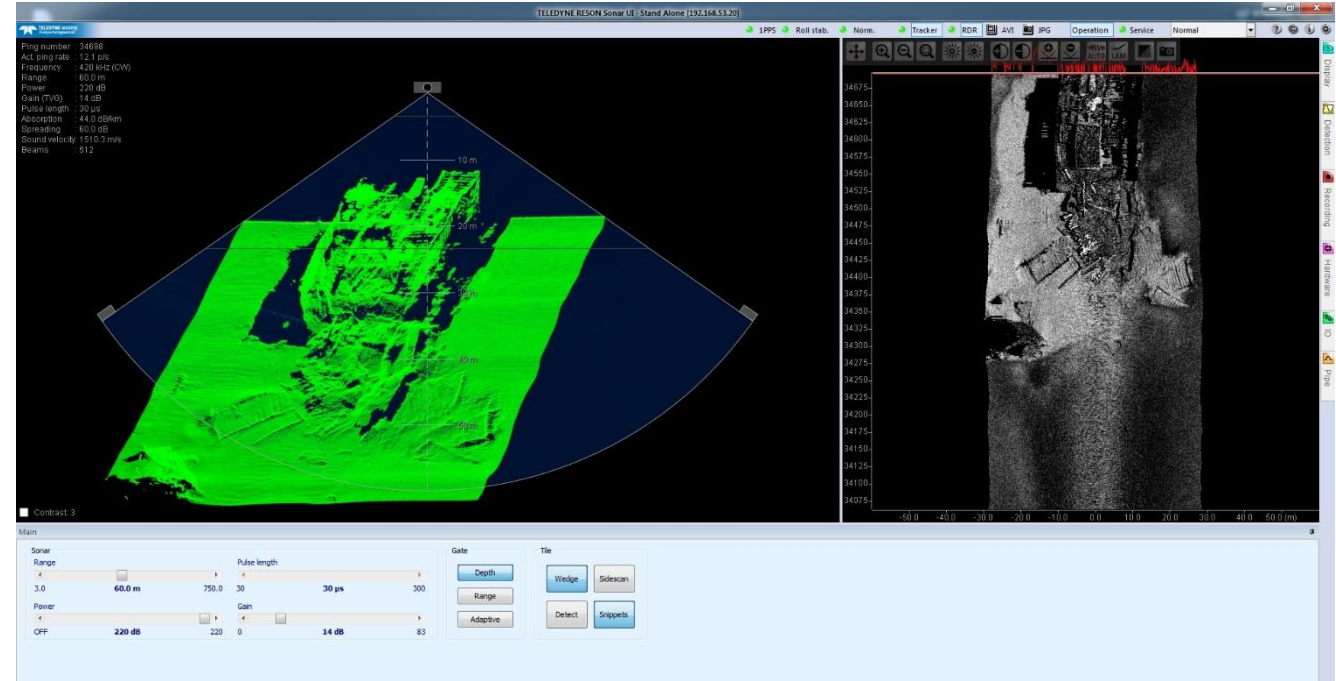 TELEDYNE RESON Sonar UI - Stand Alone [192.168.53.20]
TELEDYNE MARINE
1PPS Roll stab. Norm. Tracker RDR AVI JPG Operation Service Normal
Ping number : 34698
Act. ping rate : 12.1 p/s
Frequency : 420 kHz (CW)
Range : 60.0 m
Power : 220 dB
Gain (TVG) : 14 dB
Pulse length : 30 µs
Absorption : 44.0 dB/km
Spreading : 60.0 dB
Sound velocity: 1510.3 m/s
Beams : 512
10 m
20 m
30 m
40 m
50 m
Contrast: 3
AUTO LAM
34675
34650
34625
34600
34575
34550
34525
34500
34475
34450
34425
34400
34375
34350
34325
34300
34275
34250
34225
34200
34175
34150
34125
34100
34075
-50.0 -40.0 -30.0 -20.0 -10.0 0.0 10.0 20.0 30.0 40.0 50.0 (m)
Display
Detection
Recording
Hardware
IO
Pipe
Main
Sonar
Range
3.0 60.0 m 750.0
Power
OFF 220 dB 220
Pulse length
30 30 µs 300
Gain
0 14 dB 83
Gate
Depth
Range
Adaptive
Tile
Wedge Sidescan
Detect Snippets